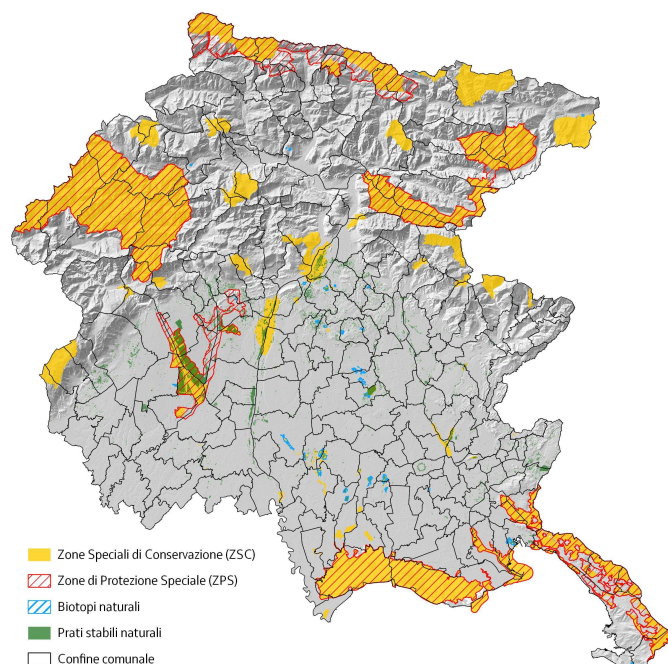 Zone Speciali di Conservazione (ZSC)
Zone di Protezione Speciale (ZPS)
Biotopi naturali
Prati stabili naturali
Confine comunale